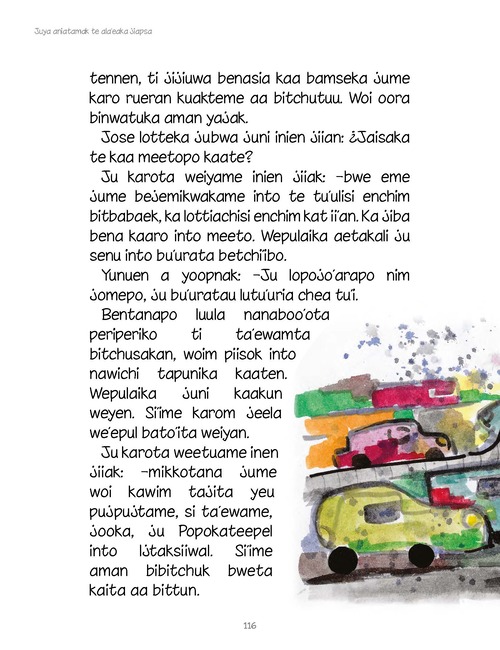 Juya aniatamak te ala'eaka jiapsa
tennen, ti jijiuwa benasia kaa bamseka jume
karo rueran kuakteme aa bitchutuu. Woi oora
binwatuka aman yajak.
Jose lotteka jubwa juni inien jiian: ¿Jaisaka
te kaa meetopo kaate?
Ju karota weiyame inien jiiak: –bwe eme
jume bejemikwakame into te tu'ulisi enchim
bitbabaek, ka lottiachisi enchim kat ii'an. Ka jiba
bena kaaro into meeto. Wepulaika aetakali ju
senu into bu'urata betchi'ibo.
Yunuen a yoopnak: –Ju lopojo'arapo nim
jomepo, ju bu'uratau lutu'uria chea tu'i.
Bentanapo luula nanaboo'ota
periperiko ti ta'ewamta
bitchusakan, woim piisok into
nawichi tapunika kaaten.
Wepulaika juni kaakun
weyen. Si'ime karom jeela
we'epul bato'ita weiyan.
Ju karota weetuame inen
jiiak: –mikkotana jume
woi kawim tajita yeu
pujpujtame, si ta'ewame,
jooka, ju Popokateepel
into Ijtaksiiwal. Si'ime
aman bibitchuk bweta
kaita aa bittun.
116